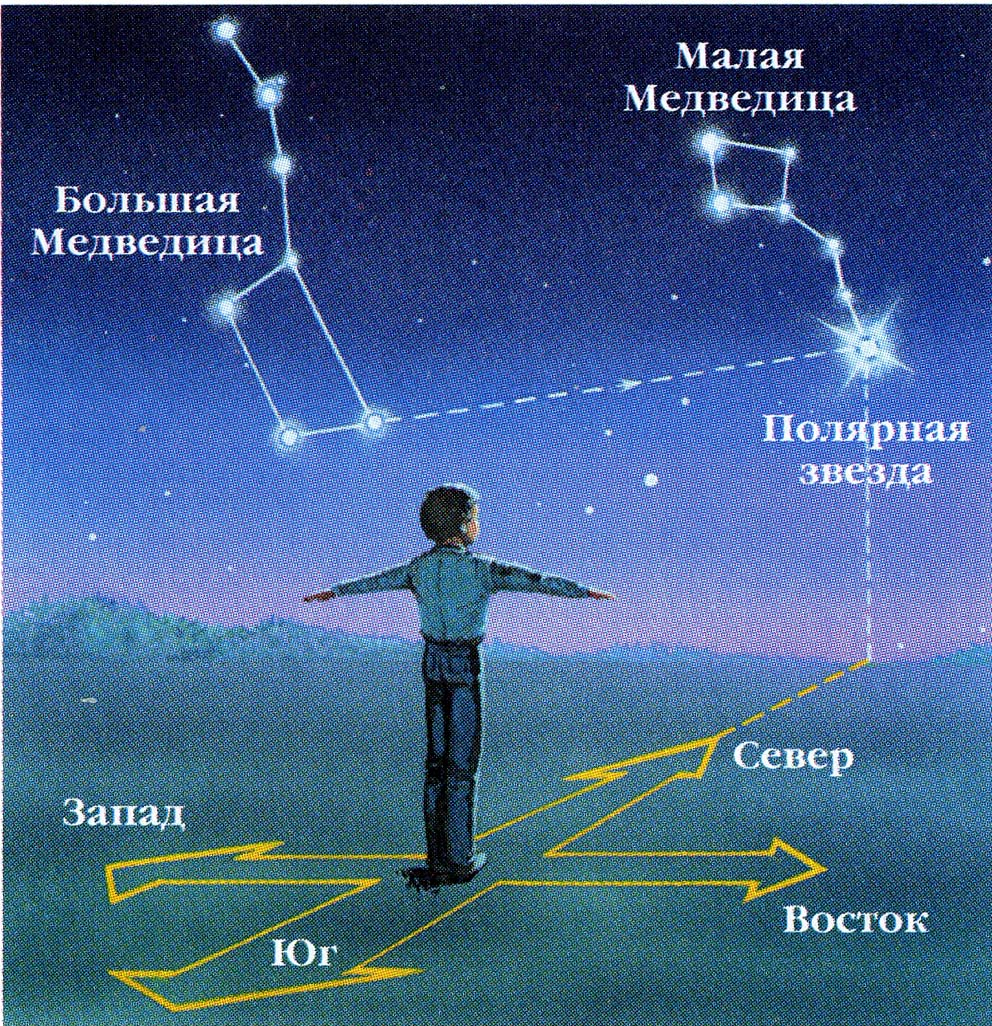 Малая
Медведица
Большая
Медведица
Полярная
звезда
Север
Запад
Восток
Юг